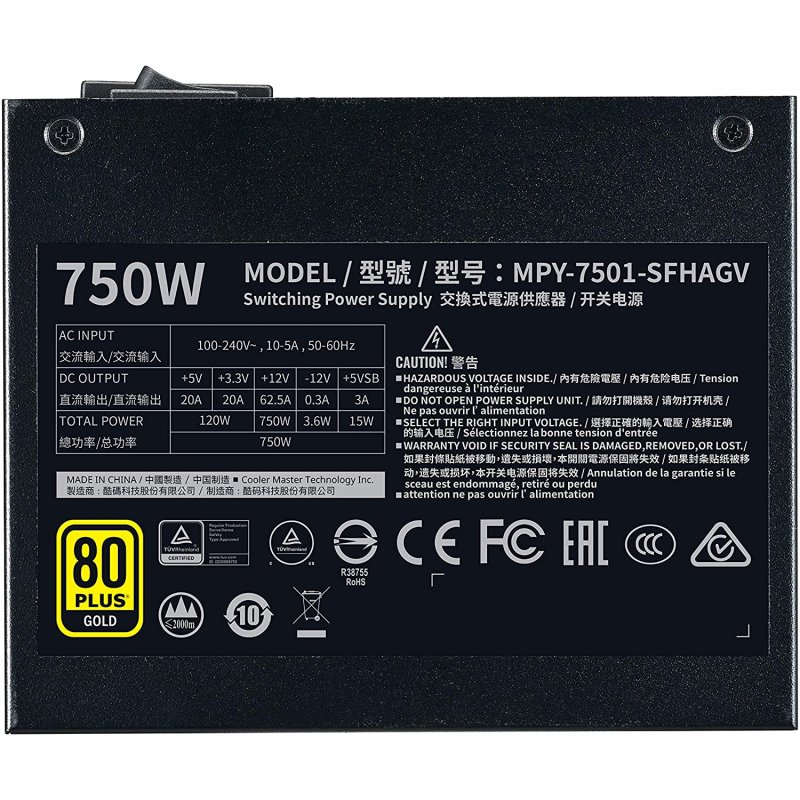 750W
MODEL / 型號 / 型号：MPY-7501-SFHAGV
Switching Power Supply 交換式電源供應器 / 开关电源
AC INPUT
交流輸入/交流输入
100-240V~ , 10-5A , 50-60Hz
DC OUTPUT
直流輸出/直流输出
+5V +3.3V +12V -12V +5VSB
20A 20A 62.5A 0.3A 3A
TOTAL POWER
總功率/总功率
120W 750W 3.6W 15W
750W
MADE IN CHINA / 中國製造 / 中国制造 ■ Cooler Master Technology Inc.
製造商：酷碼科技股份有限公司 / 制造商：酷码科技股份有限公司
CAUTION! 警告
■HAZARDOUS VOLTAGE INSIDE./ 內有危險電壓 / 内有危险电压 / Tension
dangereuse à l'intérieur
■DO NOT OPEN POWER SUPPLY UNIT. / 請勿打開機殼 / 请勿打开机壳 /
Ne pas ouvrir l' alimentation
■SELECT THE RIGHT INPUT VOLTAGE. / 選擇正確的輸入電壓 / 选择正确
的输入电压 / Sélectionnez la bonne tension d'entrée
■WARRANTY VOID IF SECURITY SEAL IS DAMAGED,REMOVED,OR LOST./
如果封條貼紙被移動，遺失或損壞，本開關電源保固將失效 / 如果封条贴纸被移
动，遗失或损坏，本开关电源保固将失效 / Annulation de la garantie si le
sceau est endommagé, retiré ou perdu
■attention ne pas ouvrir l' alimentation
80
PLUS®
GOLD
TÜVRheinland
CERTIFIED
Regular Production
Surveillance
Safety
Type Approved
www.tuv.com
TÜVRheinland
C US
R38755
RoHS
CE
FC
EAC
CCC
≤2000m
10